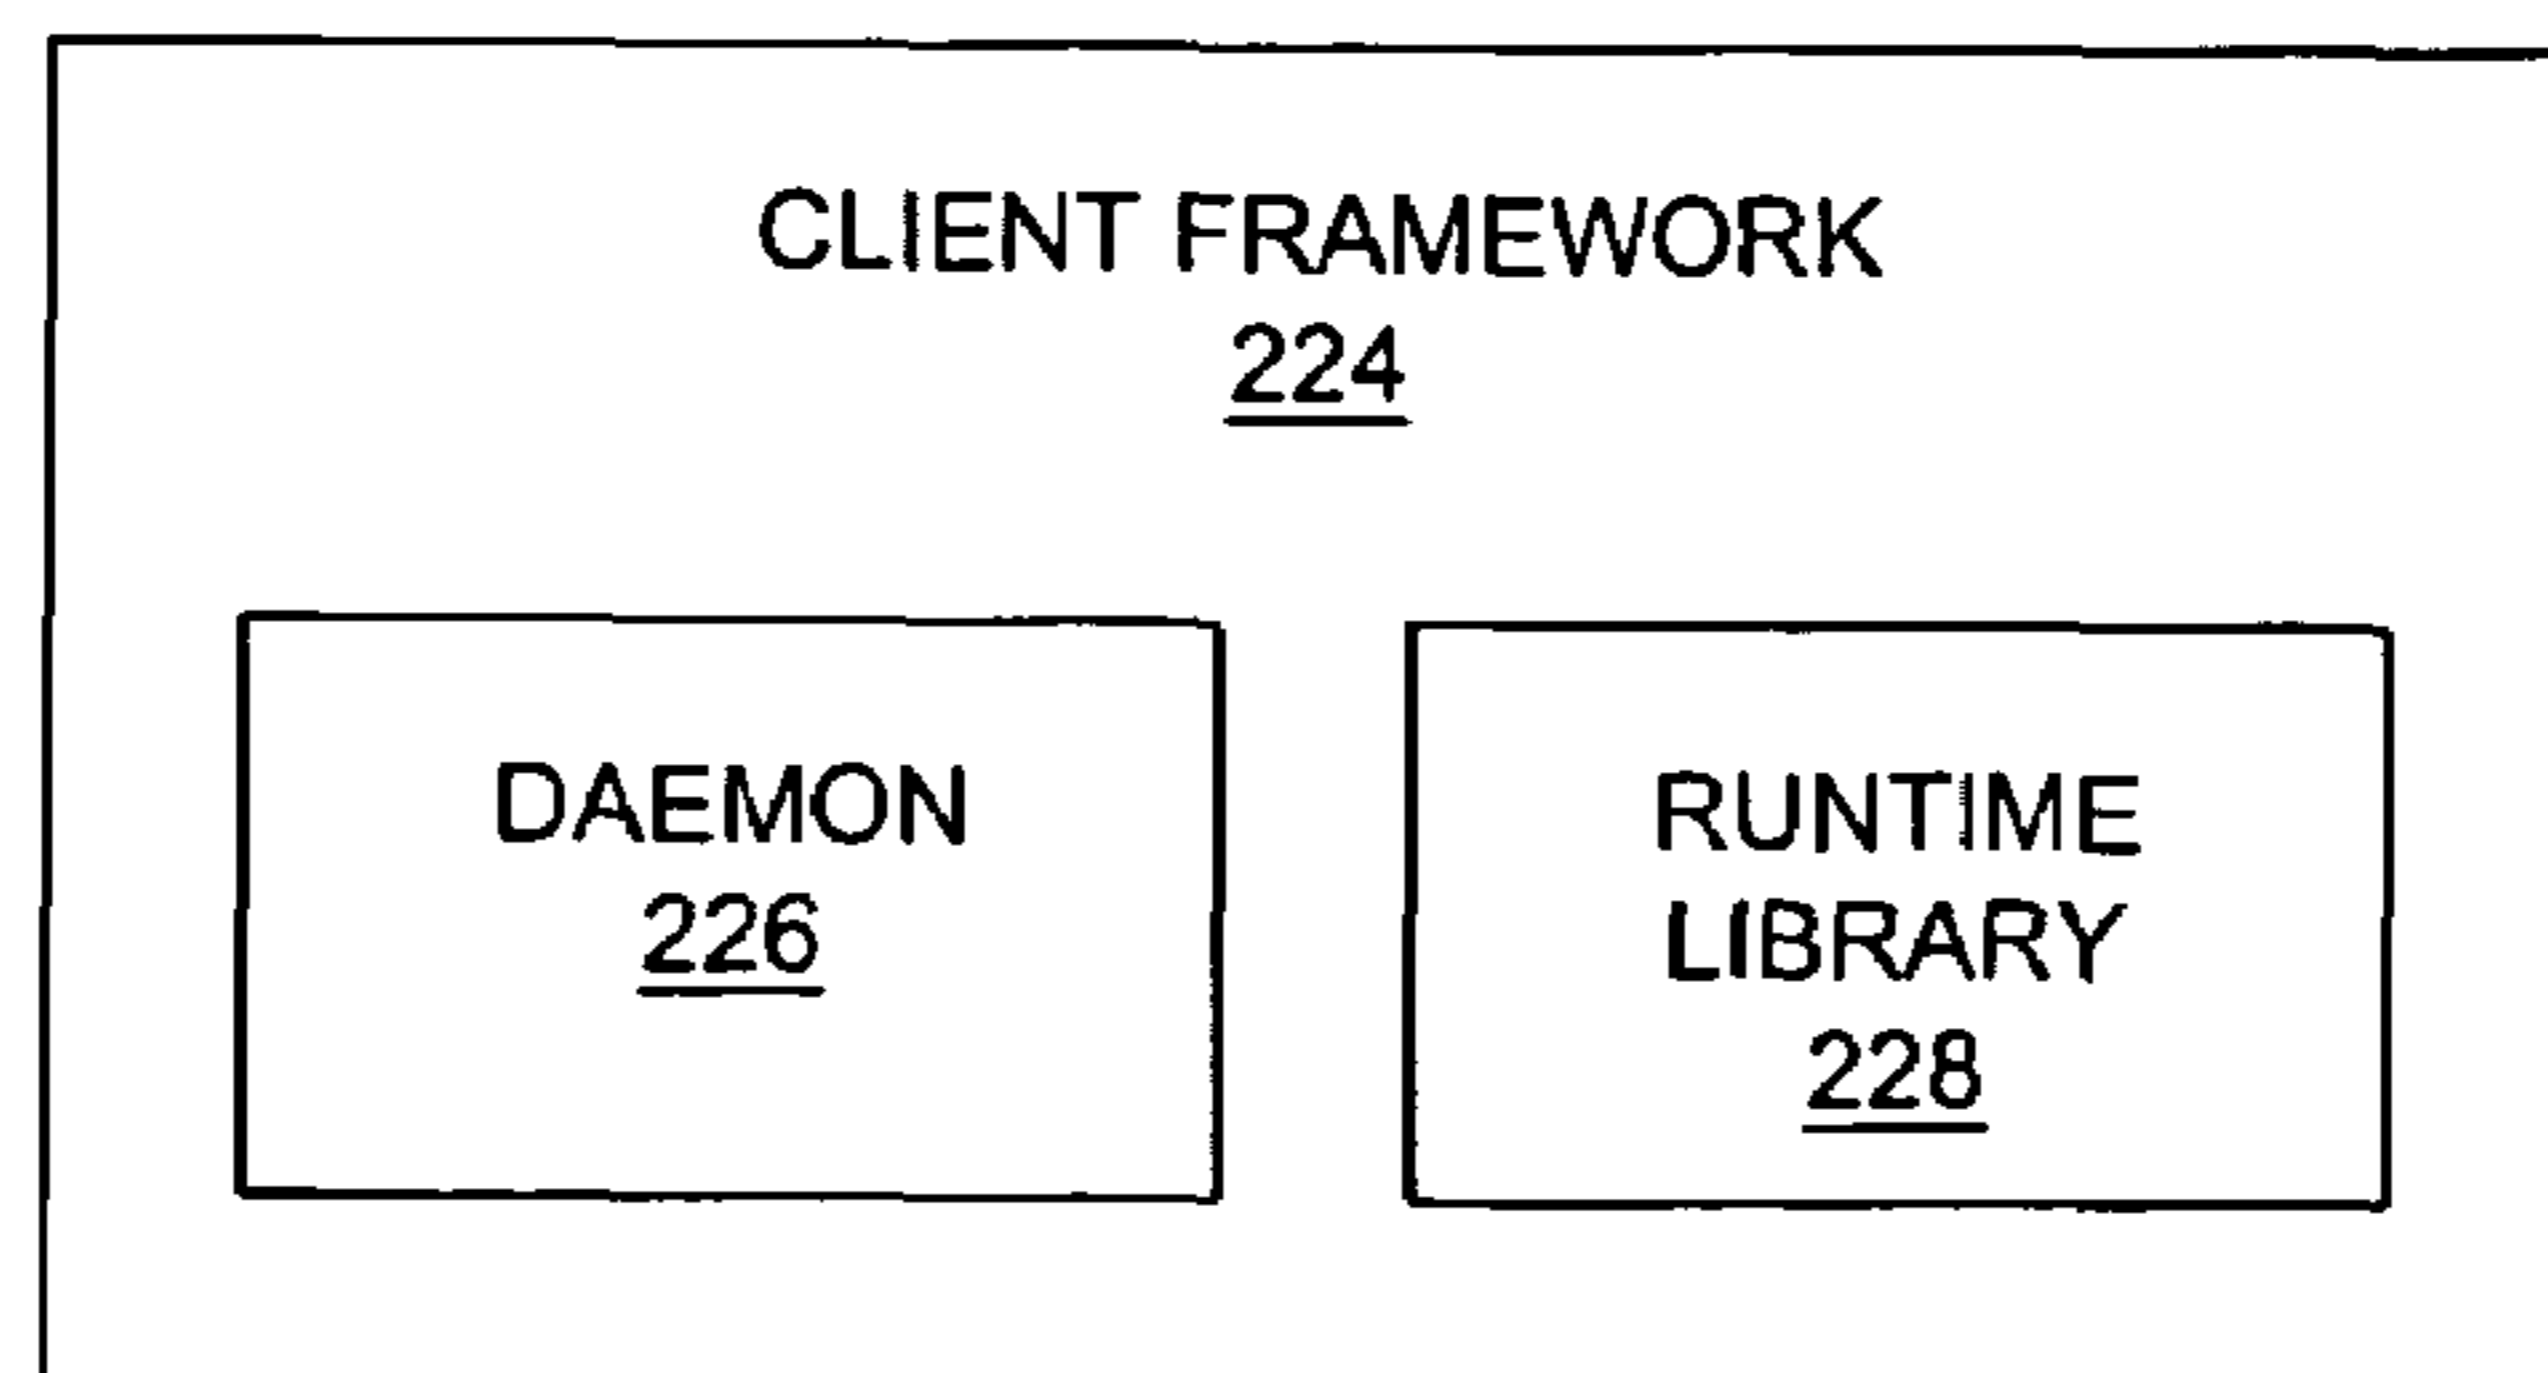 CLIENT FRAMEWORK
224
DAEMON
226
RUNTIME
LIBRARY
228